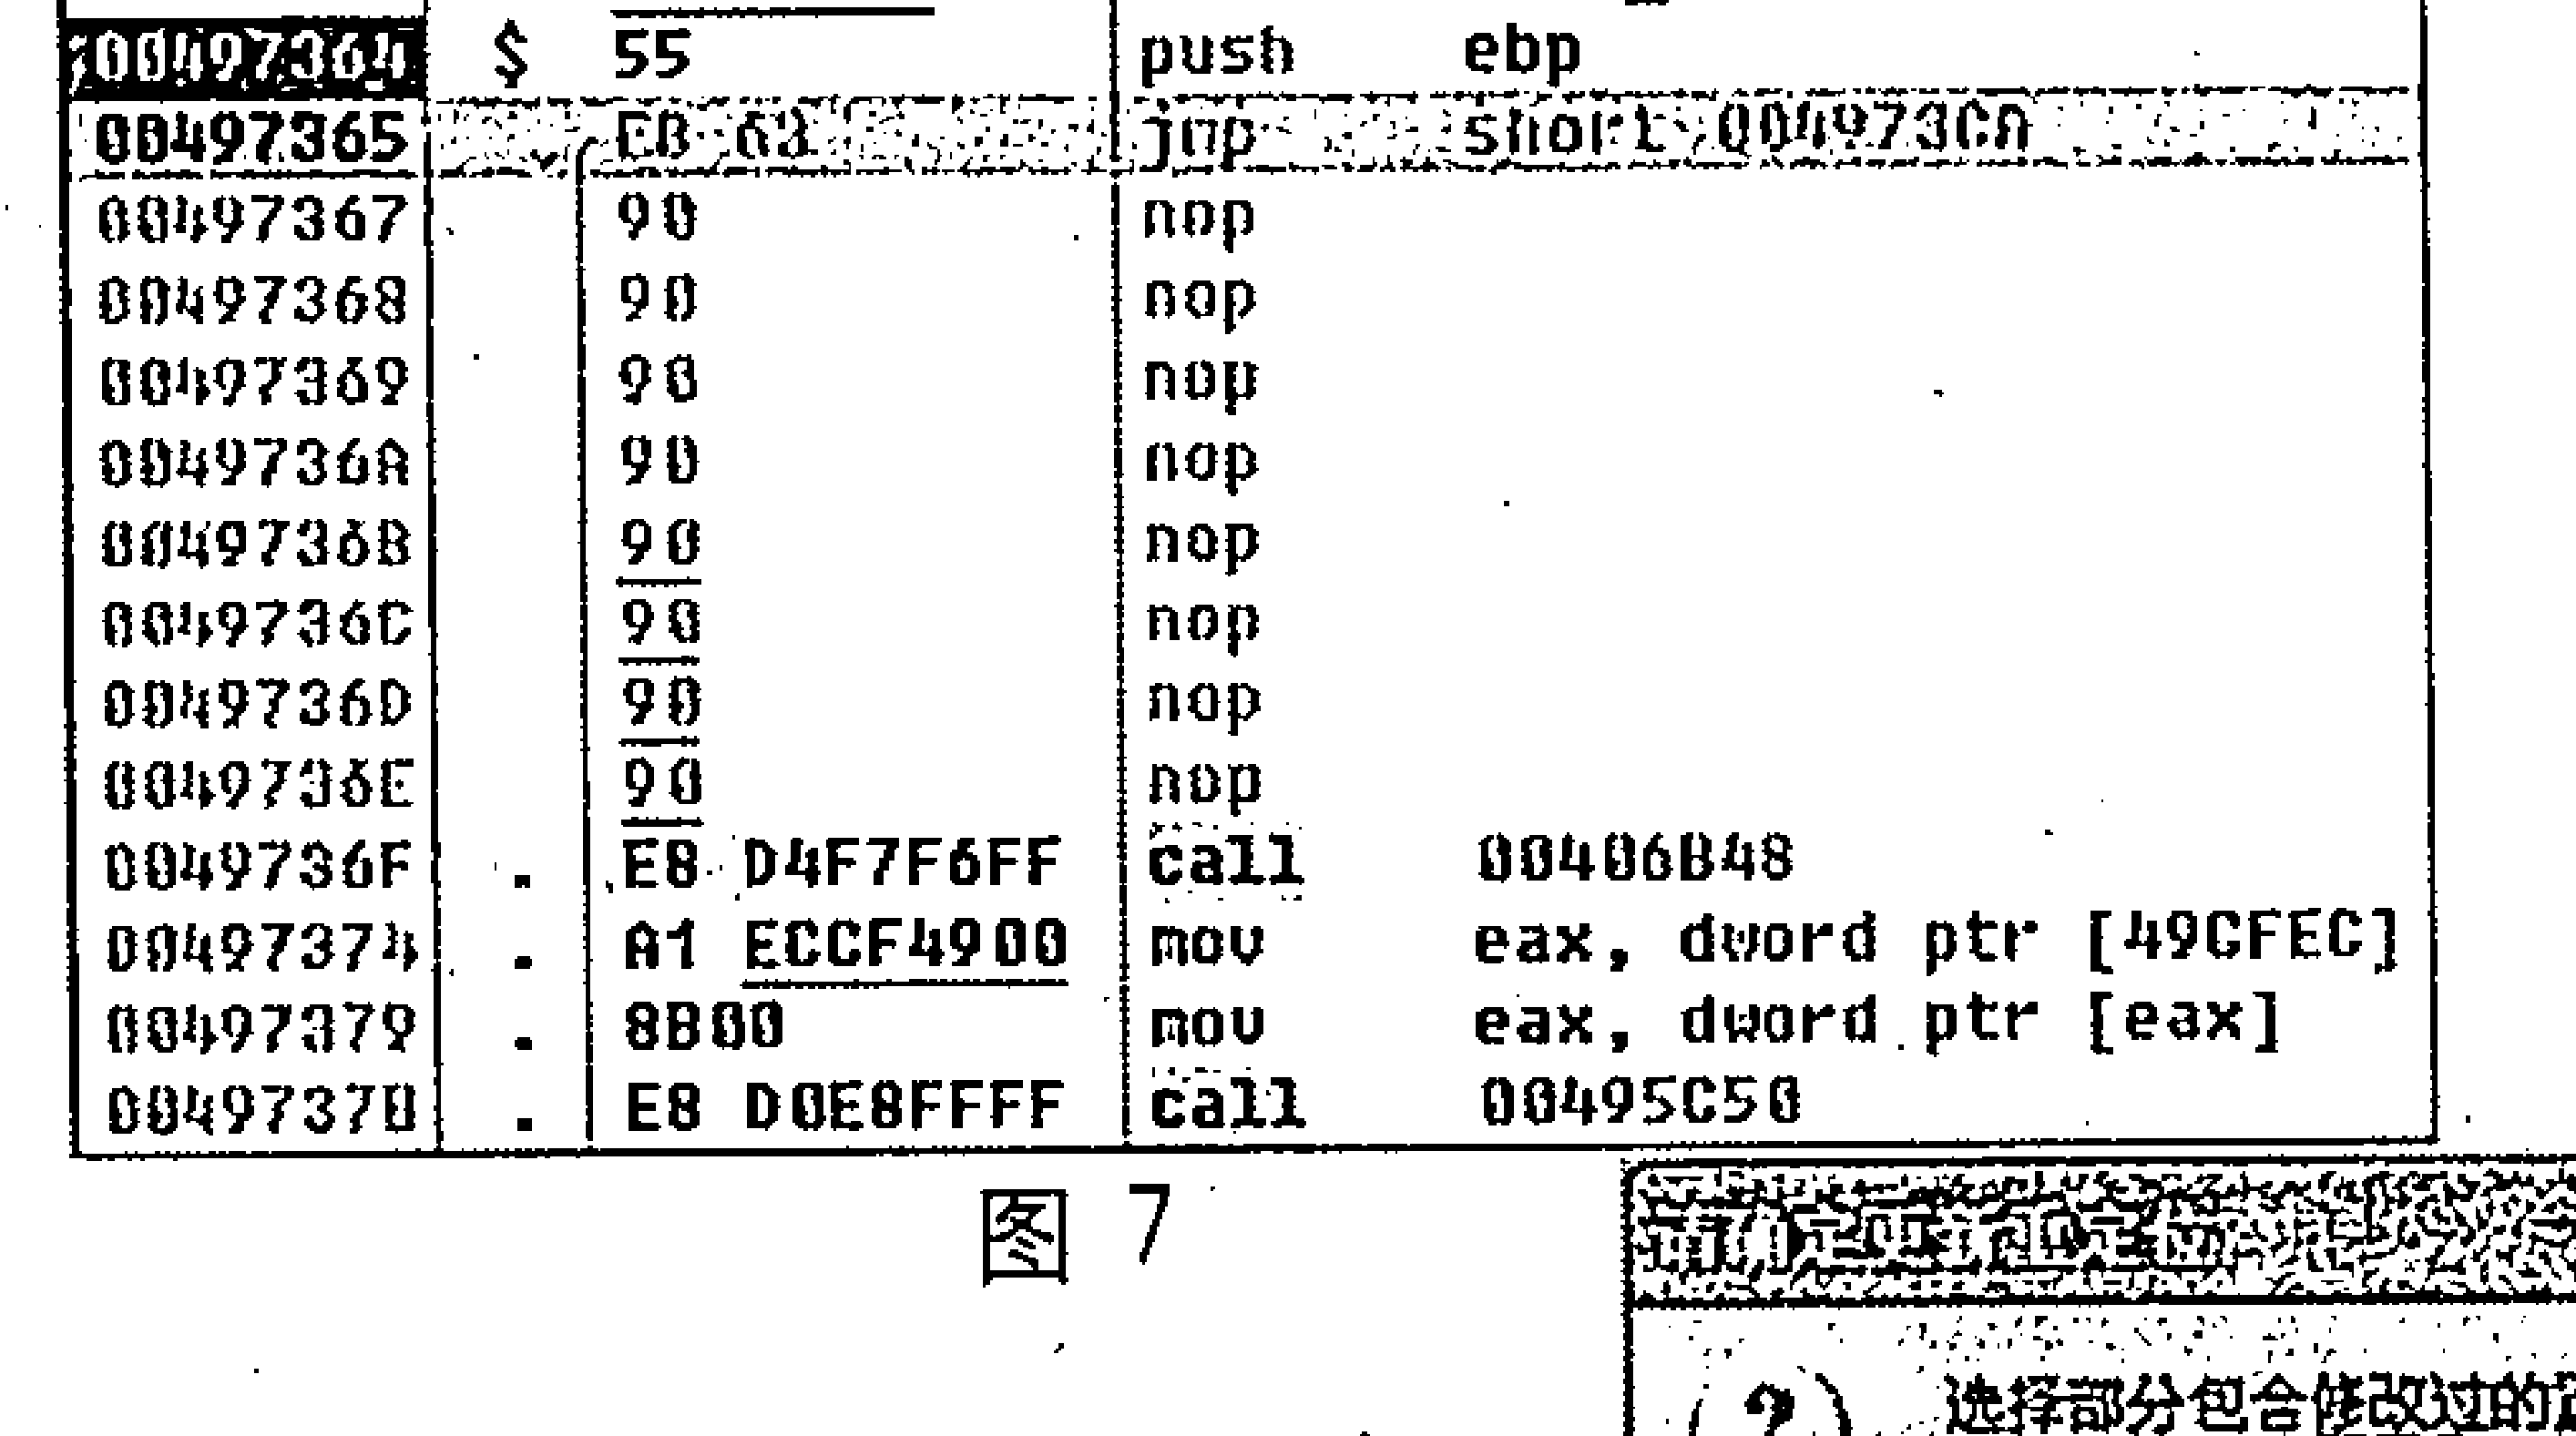 00497364 $ 55 push ebp
00497365 EB 63 jmp short 004973CA
00497367 90 nop
00497368 90 nop
00497369 90 nop
0049736A 90 nop
0049736B 90 nop
0049736C 90 nop
0049736D 90 nop
0049736E 90 nop
0049736F . E8 D4F7F6FF call 00406B48
00497374 . A1 ECCF4900 mov eax, dword ptr [49CFEC]
00497379 . 8B00 mov eax, dword ptr [eax]
0049737B . E8 D0E8FFFF call 00495C50
图 7
选择部分包含修改过的